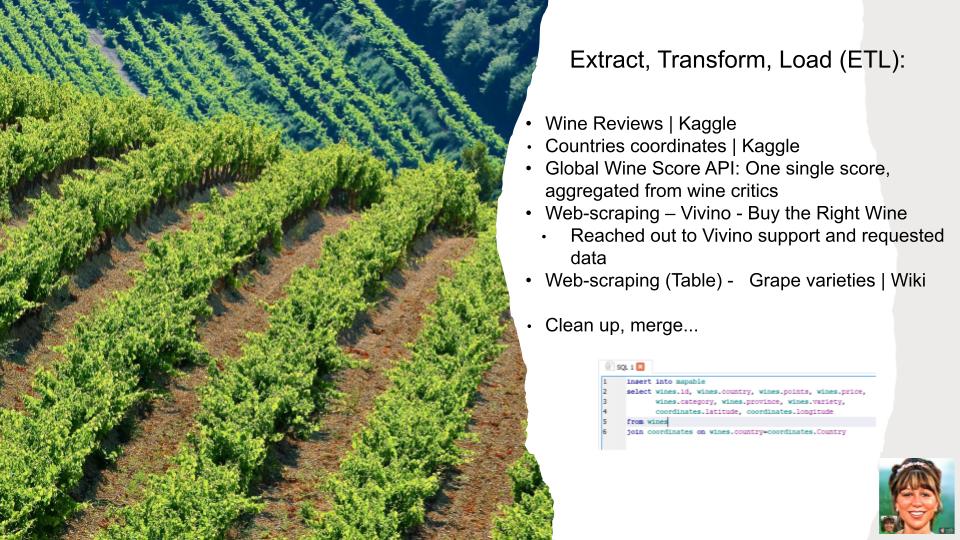 Extract, Transform, Load (ETL):
• Wine Reviews | Kaggle
• Countries coordinates | Kaggle
• Global Wine Score API: One single score,
aggregated from wine critics
• Web-scraping – Vivino - Buy the Right Wine
• Reached out to Vivino support and requested
data
• Web-scraping (Table) - Grape varieties | Wiki
• Clean up, merge...
SQL 1
1 insert into mapable
2 select wines.id, wines.country, wines.points, wines.price,
3 wines.category, wines.province, wines.variety,
4 coordinates.latitude, coordinates.longitude
5 from wines
6 join coordinates on wines.country=coordinates.Country